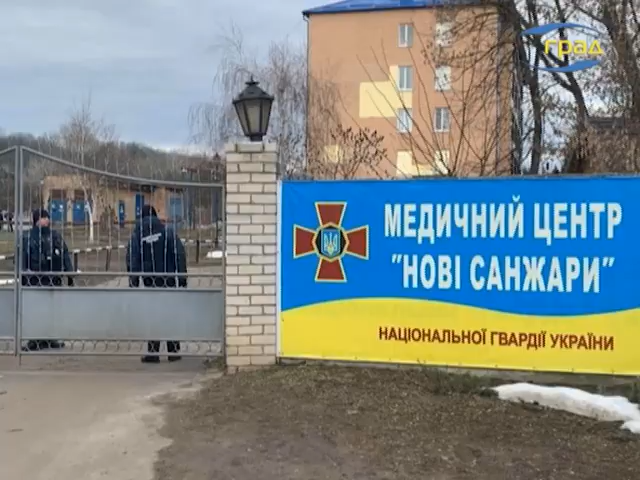 град
МЕДИЧНИЙ ЦЕНТР
"НОВІ САНЖАРИ"
НАЦІОНАЛЬНОЇ ГВАРДІЇ УКРАЇНИ